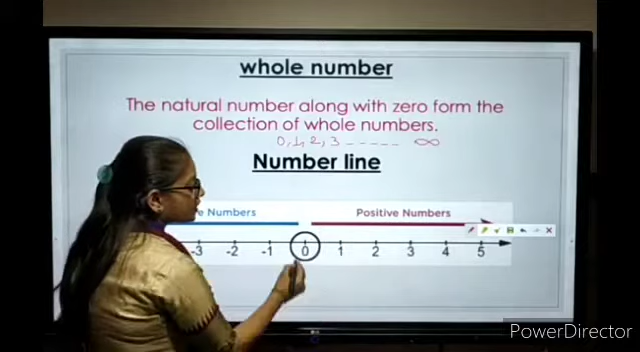 whole number
The natural number along with zero form the
collection of whole numbers.
0, 1, 2, 3 ----- ∞
Number line
Numbers Positive Numbers
-3 -2 -1 0 1 2 3 4 5
PowerDirector